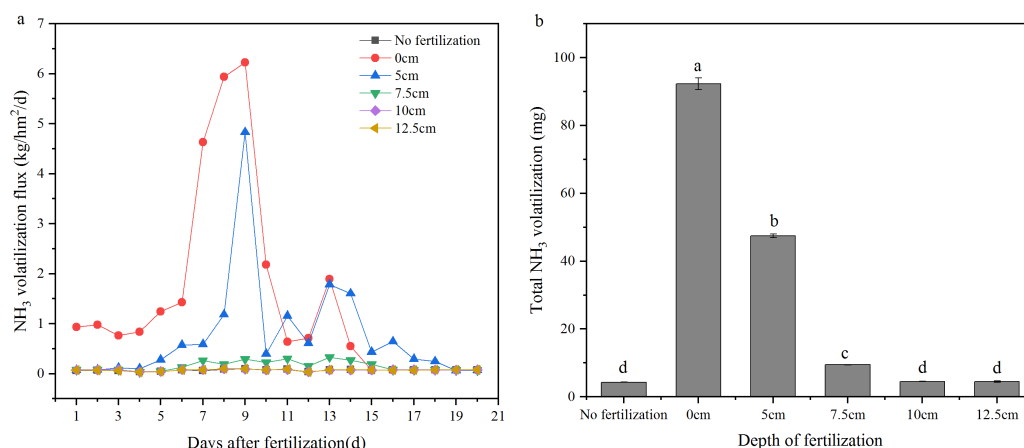 a
7
6
5
4
3
2
1
0
NH3 volatilization flux (kg/hm2/d)
No fertilization
0cm
5cm
7.5cm
10cm
12.5cm
1 3 5 7 9 11 13 15 17 19 21
Days after fertilization(d)
b
100
80
60
40
20
0
Total NH3 volatilization (mg)
d a b c d d
No fertilization 0cm 5cm 7.5cm 10cm 12.5cm
Depth of fertilization